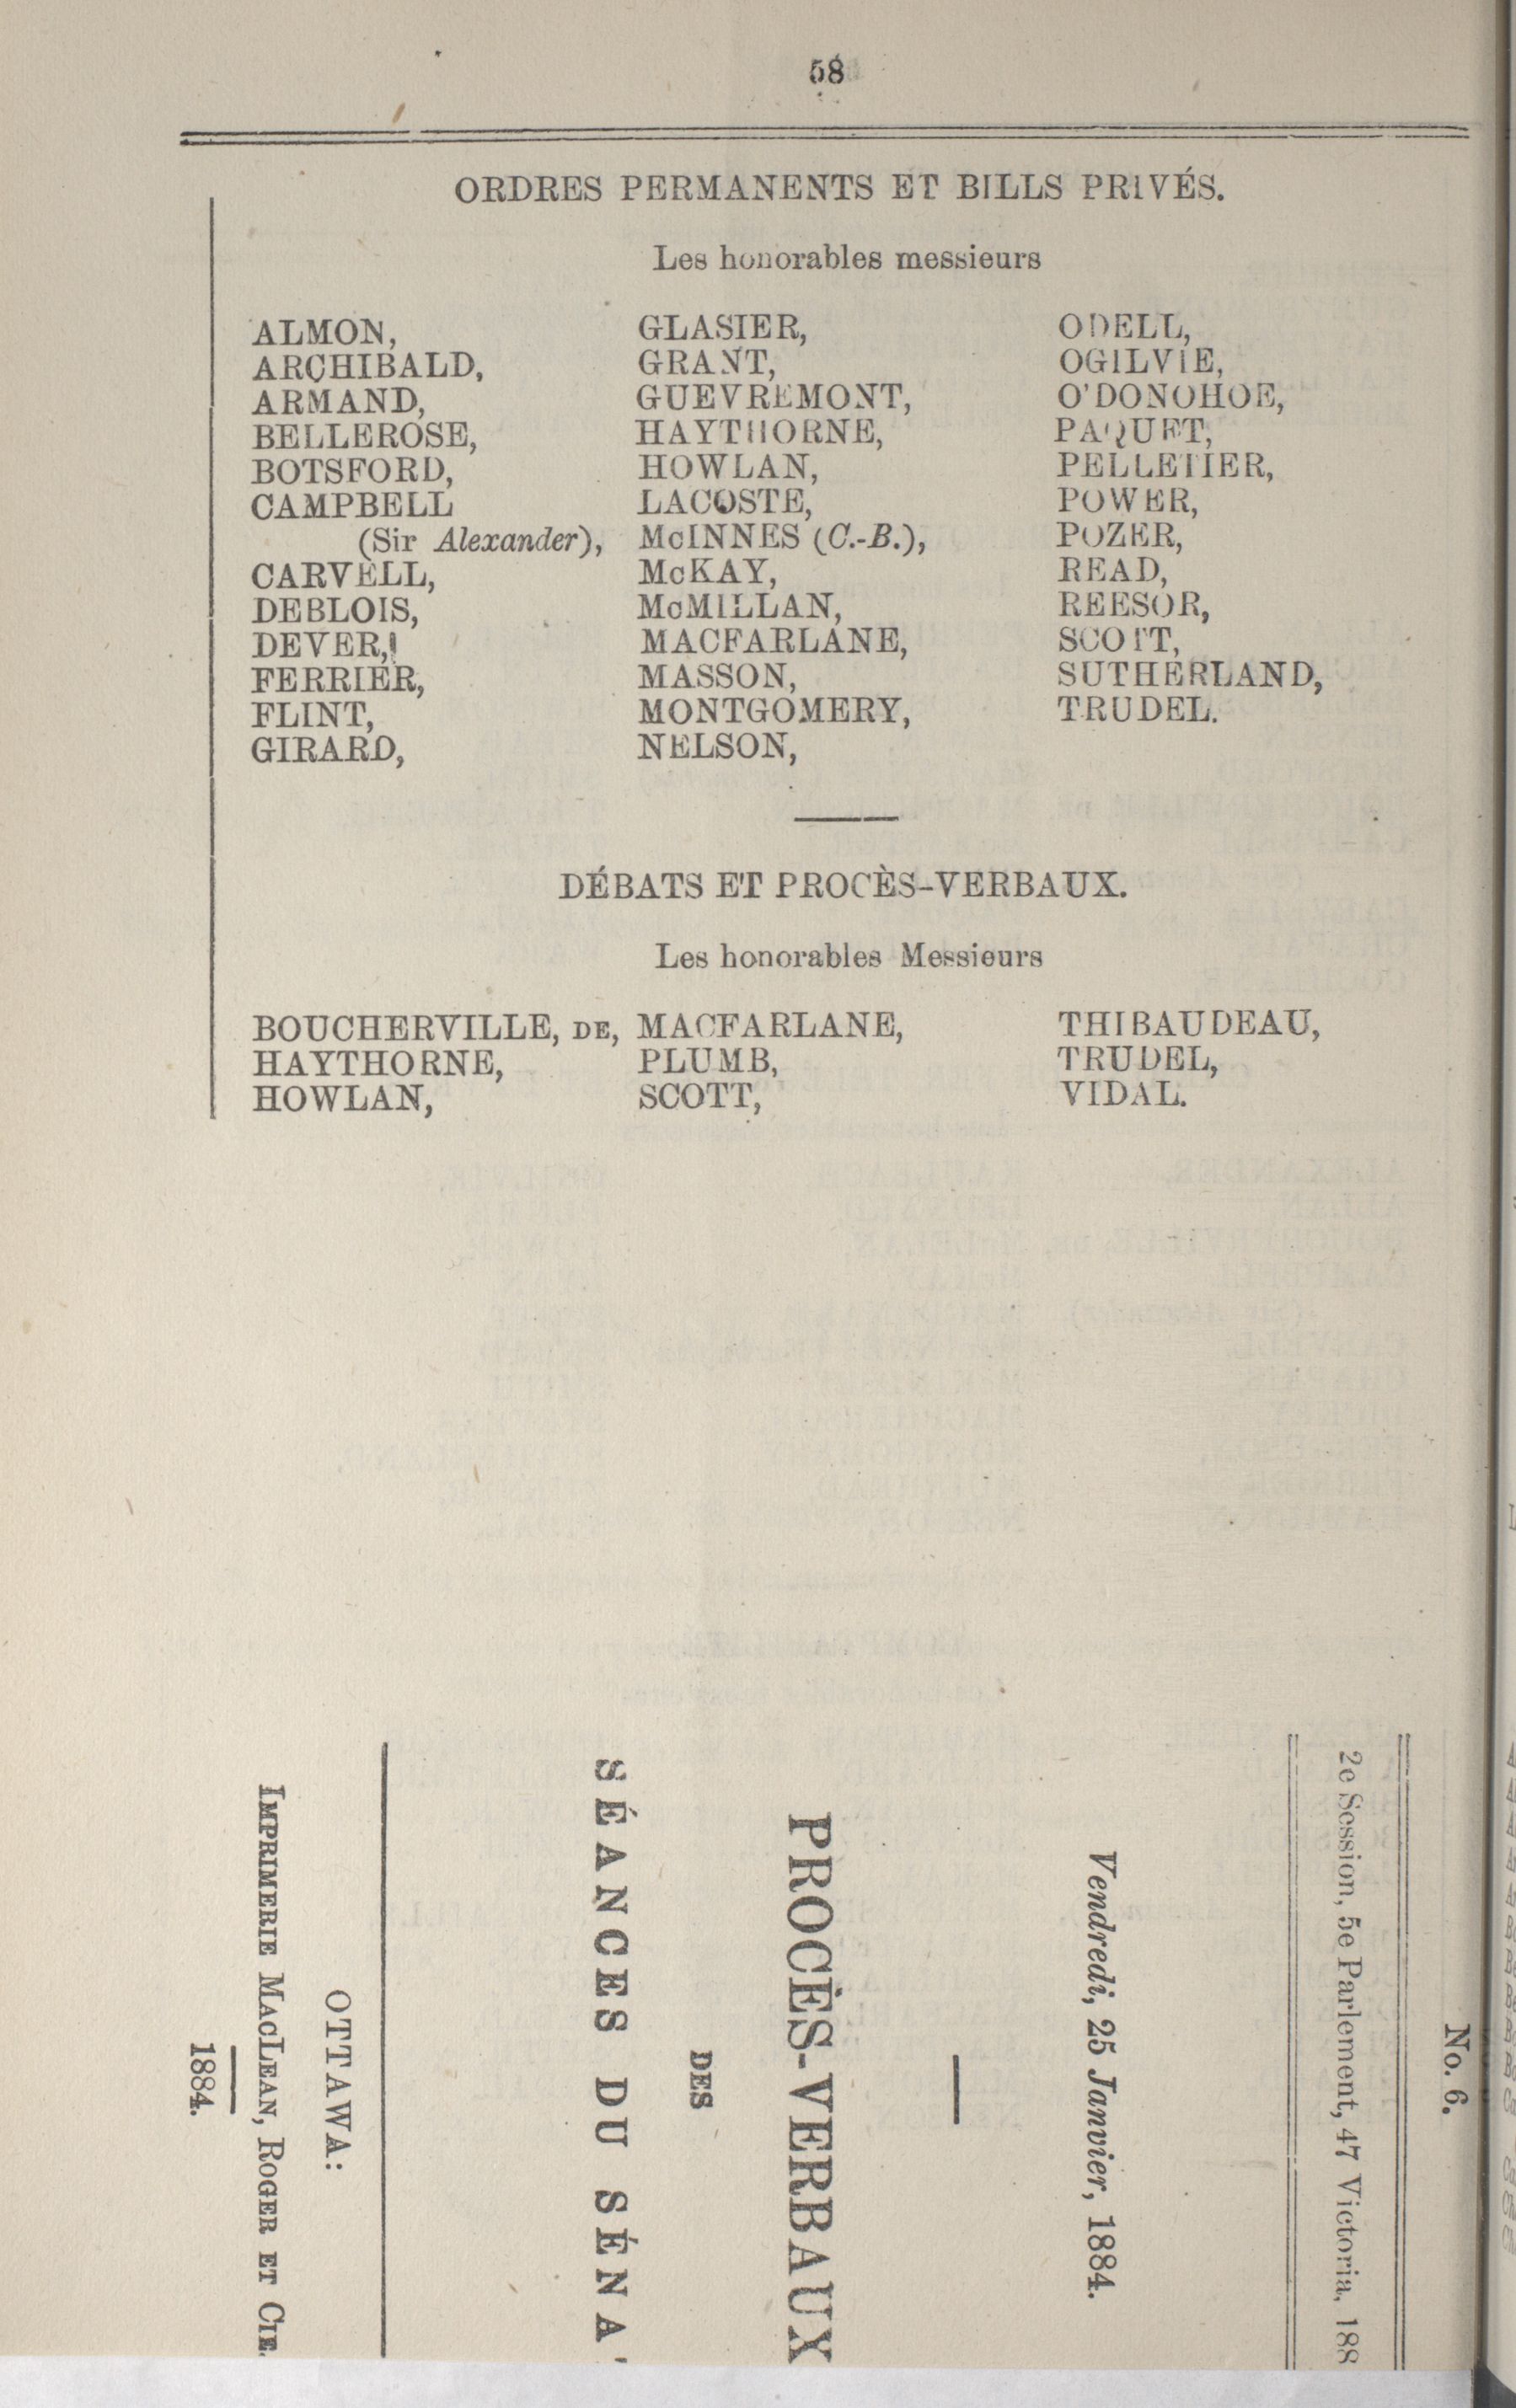 58
ORDRES PERMANENTS ET BILLS PRIVÉS.
Les honorables messieurs
ALMON,
ARCHIBALD,
ARMAND,
BELLEROSE,
BOTSFORD,
CAMPBELL
(Sir Alexander),
CARVELL,
DEBLOIS,
DEVER,
FERRIER,
FLINT,
GIRARD,
GLASIER,
GRANT,
GUEVREMONT,
HAYTHORNE,
HOWLAN,
LACOSTE,
McINNES (C.-B.),
McKAY,
McMILLAN,
MACFARLANE,
MASSON,
MONTGOMERY,
NELSON,
ODELL,
OGILVIE,
O'DONOHOE,
PAQUET,
PELLETIER,
POWER,
POZER,
READ,
REESOR,
SCOTT,
SUTHERLAND,
TRUDEL.
DÉBATS ET PROCÈS-VERBAUX.
Les honorables Messieurs
BOUCHERVILLE, DE,
HAYTHORNE,
HOWLAN,
MACFARLANE,
PLUMB,
SCOTT,
THIBAUDEAU,
TRUDEL,
VIDAL.
No. 6.
2e Session, 5e Parlement, 47 Victoria, 188
Vendredi, 25 Janvier, 1884.
PROCÈS-VERBAUX
DES
SÉANCES DU SÉNA
OTTAWA:
IMPRIMERIE MACLEAN, ROGER ET CIE.
1884.